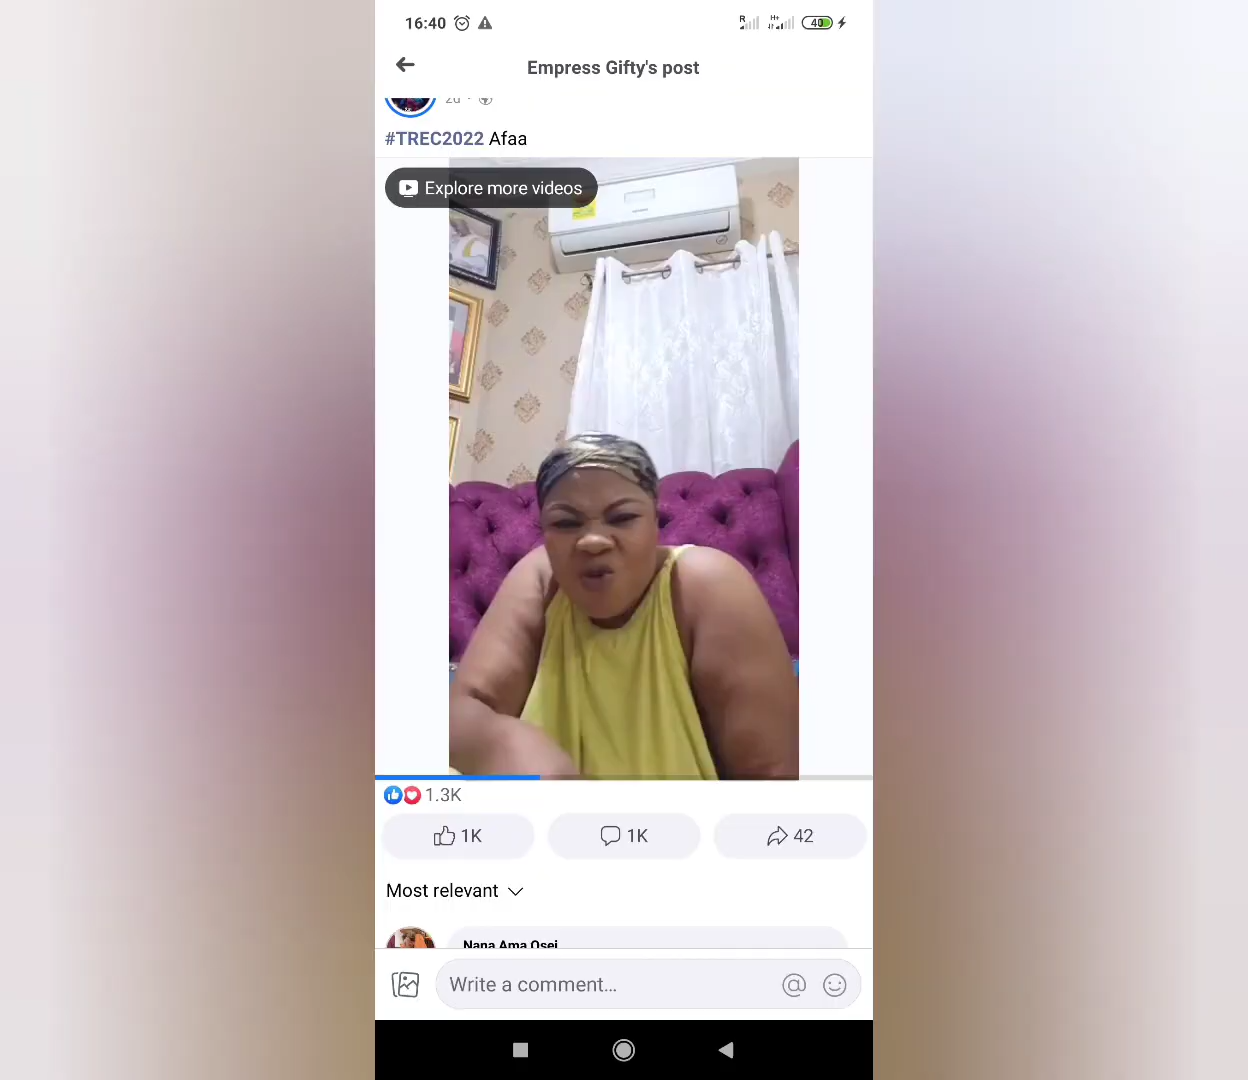 16:40
R
H+
40
Empress Gifty's post
2d
#TREC2022 Afaa
Explore more videos
1.3K
1K
1K
42
Most relevant
Nana Ama Osei
Write a comment...